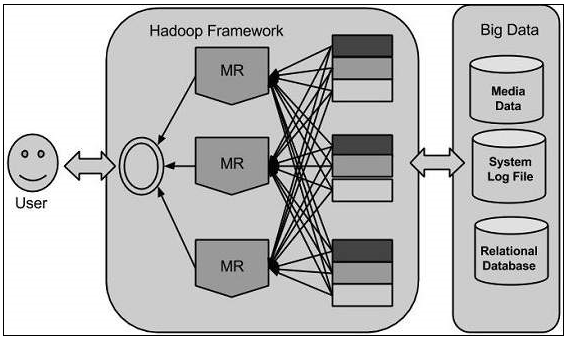 Hadoop Framework
Big Data
MR
MR
MR
Media
Data
System
Log File
Relational
Database
User